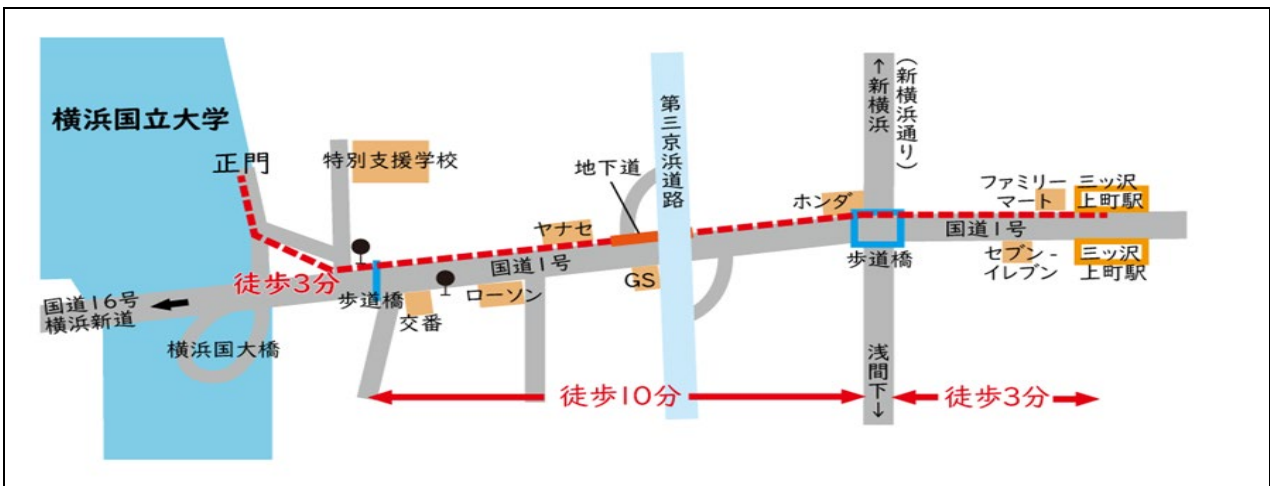 横浜国立大学
正門
特別支援学校
地下道
第三京浜道路
↑新横浜
(新横浜通り)
ホンダ
ファミリー
マート
三ッ沢
上町駅
ヤナセ
国道1号
国道1号
歩道橋
セブン-
イレブン
三ッ沢
上町駅
GS
徒歩3分
歩道橋
ローソン
交番
国道16号
横浜新道
横浜国大橋
浅間下↓
徒歩10分
徒歩3分